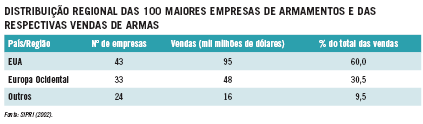 DISTRIBUIÇÃO REGIONAL DAS 100 MAIORES EMPRESAS DE ARMAMENTOS E DAS
RESPECTIVAS VENDAS DE ARMAS
País/Região Nº de empresas Vendas (mil milhões de dólares) % do total das vendas
EUA 43 95 60,0
Europa Ocidental 33 48 30,5
Outros 24 16 9,5
Fonte: SIPRI (2002).